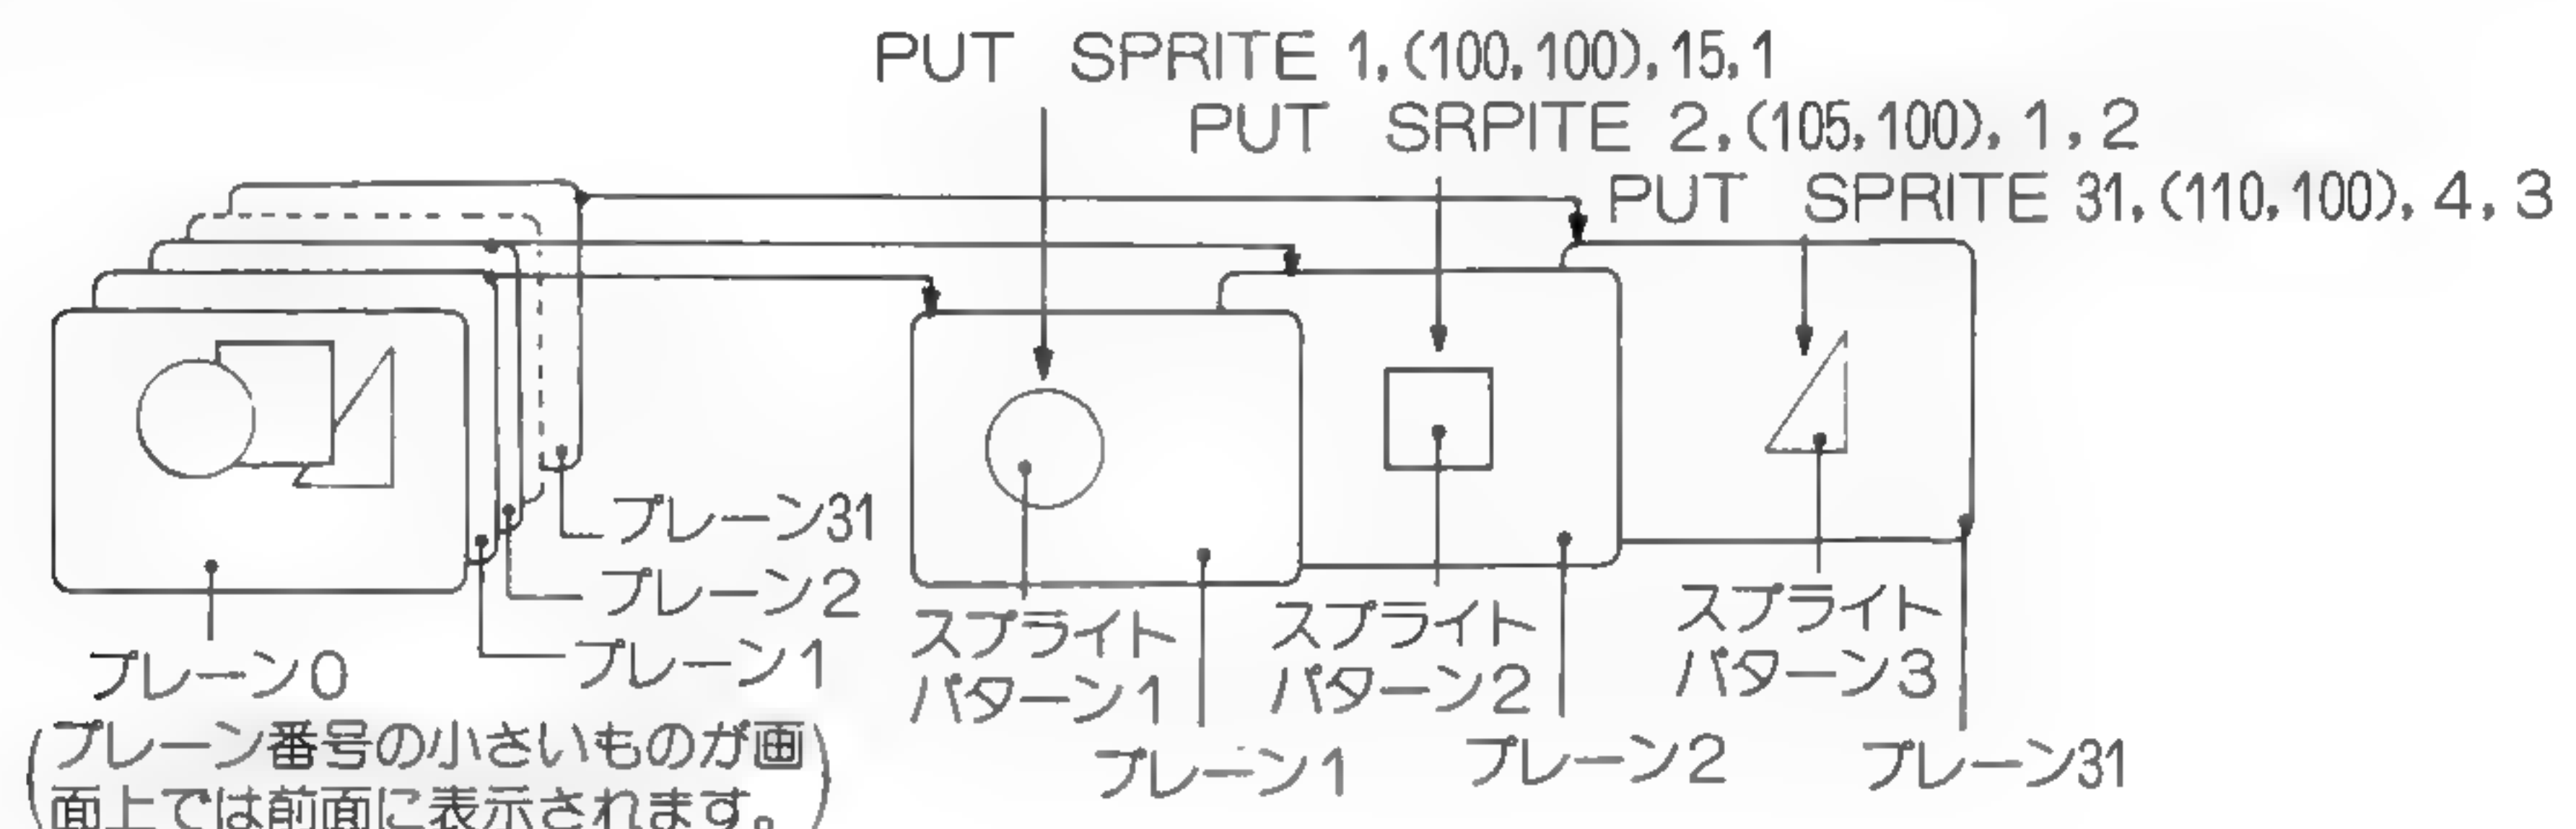 PUT SPRITE 1,(100,100),15,1
PUT SRPITE 2,(105,100),1,2
PUT SPRITE 31,(110,100),4,3
プレーン31
プレーン2
プレーン1
プレーン0
(プレーン番号の小さいものが画
面上では前面に表示されます。)
スプライト
パターン1
プレーン1
スプライト
パターン2
プレーン2
スプライト
パターン3
プレーン31